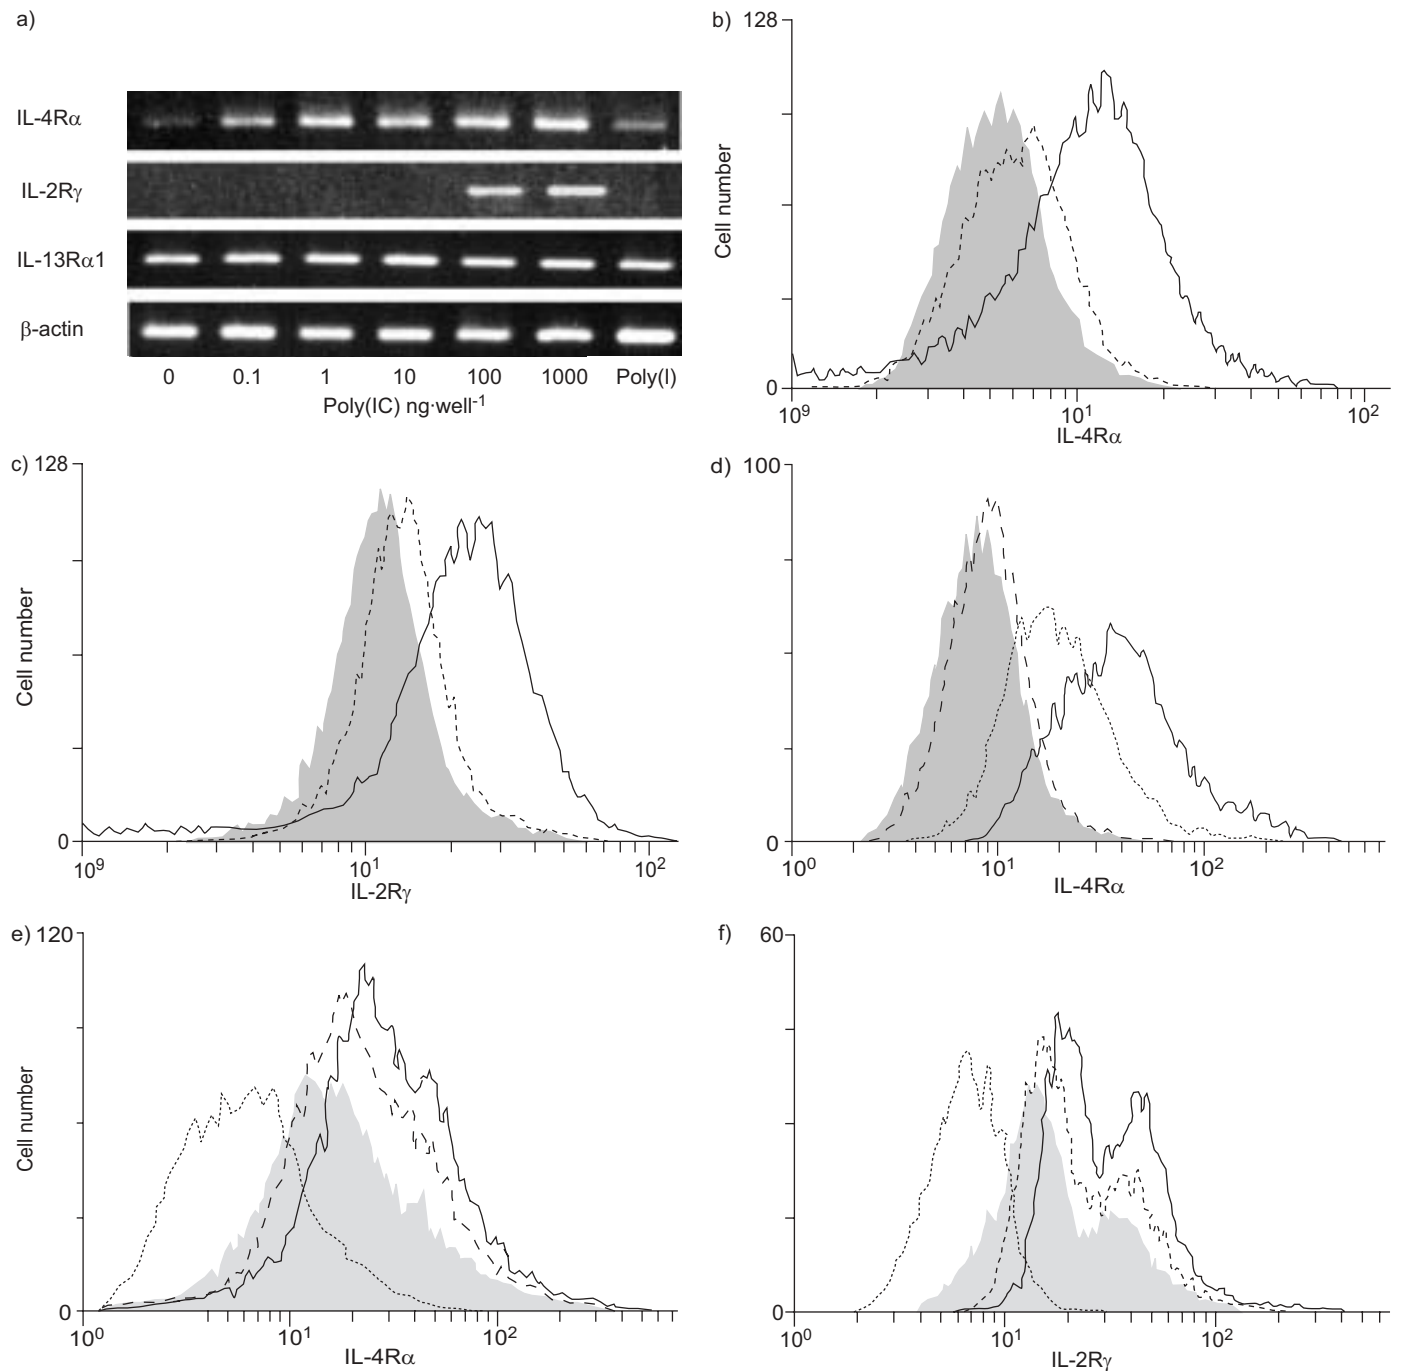 a)
IL-4Rα
IL-2Rγ
IL-13Rα1
β-actin
0 0.1 1 10 100 1000 Poly(I)
Poly(IC) ng·well-1
b) 128
Cell number
0
10⁹ 10¹ 10²
IL-4Rα
c) 128
Cell number
0
10⁹ 10¹ 10²
IL-2Rγ
d) 100
0
10⁰ 10¹ 10²
IL-4Rα
e) 120
Cell number
0
10⁰ 10¹ 10²
IL-4Rα
f) 60
0
10⁰ 10¹ 10²
IL-2Rγ